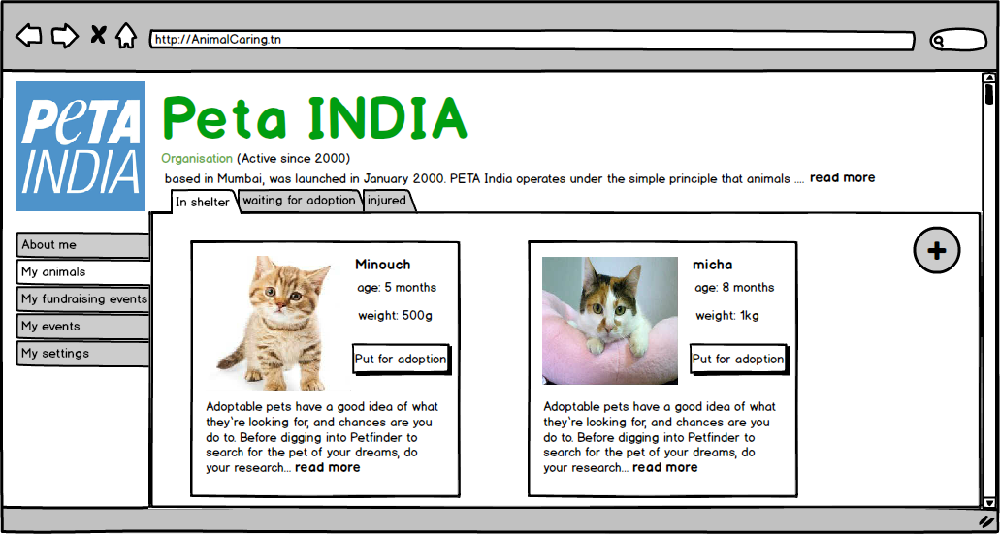 http://AnimalCaring.tn
PeTA
INDIA
Peta INDIA
Organisation (Active since 2000)
based in Mumbai, was launched in January 2000. PETA India operates under the simple principle that animals .... read more
In shelter
waiting for adoption
injured
About me
My animals
My fundraising events
My events
My settings
+
Minouch
age: 5 months
weight: 500g
Put for adoption
Adoptable pets have a good idea of what
they`re looking for, and chances are you
do to. Before digging into Petfinder to
search for the pet of your dreams, do
your research... read more
micha
age: 8 months
weight: 1kg
Put for adoption
Adoptable pets have a good idea of what
they`re looking for, and chances are you
do to. Before digging into Petfinder to
search for the pet of your dreams, do
your research... read more